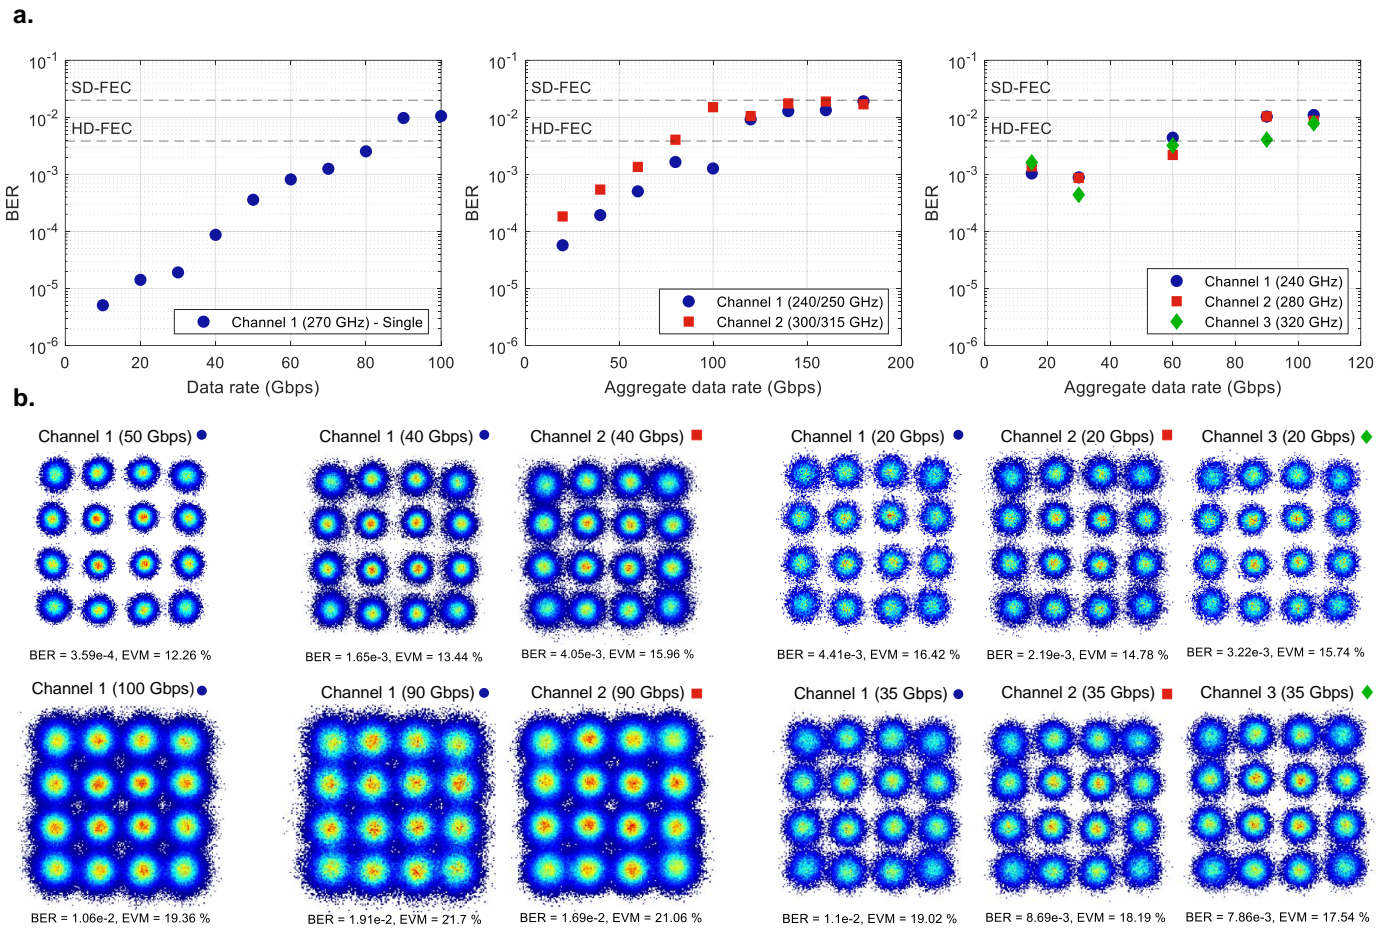 a.
10^-1
10^-2
10^-3
10^-4
10^-5
10^-6
BER
SD-FEC
HD-FEC
Channel 1 (270 GHz) - Single
0 20 40 60 80 100
Data rate (Gbps)
10^-1
10^-2
10^-3
10^-4
10^-5
10^-6
BER
SD-FEC
HD-FEC
Channel 1 (240/250 GHz)
Channel 2 (300/315 GHz)
0 50 100 150 200
Aggregate data rate (Gbps)
10^-1
10^-2
10^-3
10^-4
10^-5
10^-6
BER
SD-FEC
HD-FEC
Channel 1 (240 GHz)
Channel 2 (280 GHz)
Channel 3 (320 GHz)
0 20 40 60 80 100 120
Aggregate data rate (Gbps)
b.
Channel 1 (50 Gbps)
Channel 1 (40 Gbps)
Channel 2 (40 Gbps)
Channel 1 (20 Gbps)
Channel 2 (20 Gbps)
Channel 3 (20 Gbps)
BER = 3.59e-4, EVM = 12.26 %
BER = 1.65e-3, EVM = 13.44 %
BER = 4.05e-3, EVM = 15.96 %
BER = 4.41e-3, EVM = 16.42 %
BER = 2.19e-3, EVM = 14.78 %
BER = 3.22e-3, EVM = 15.74 %
Channel 1 (100 Gbps)
Channel 1 (90 Gbps)
Channel 2 (90 Gbps)
Channel 1 (35 Gbps)
Channel 2 (35 Gbps)
Channel 3 (35 Gbps)
BER = 1.06e-2, EVM = 19.36 %
BER = 1.91e-2, EVM = 21.7 %
BER = 1.69e-2, EVM = 21.06 %
BER = 1.1e-2, EVM = 19.02 %
BER = 8.69e-3, EVM = 18.19 %
BER = 7.86e-3, EVM = 17.54 %